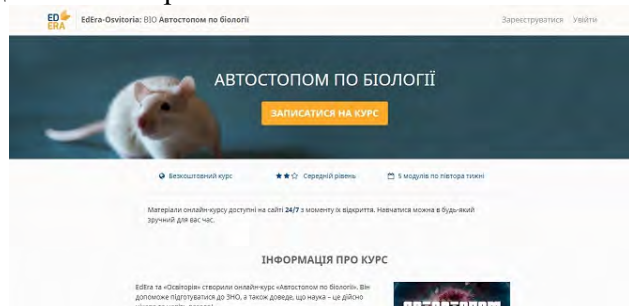 ED
ERA
EdEra-Osvitoria: BIO Автостопом по біології
Зареєструватися Увійти
АВТОСТОПОМ ПО БІОЛОГІЇ
ЗАПИСАТИСЯ НА КУРС
Безкоштовний курс Середній рівень 5 модулів по півтора тижні
Матеріали онлайн-курсу доступні на сайті 24/7 з моменту їх відкриття. Навчатися можна в будь-який
зручний для вас час.
ІНФОРМАЦІЯ ПРО КУРС
EdEra та «Освіторія» створили онлайн-курс «Автостопом по біології». Він
допоможе підготуватися до ЗНО, а також доведе, що наука – це дійсно